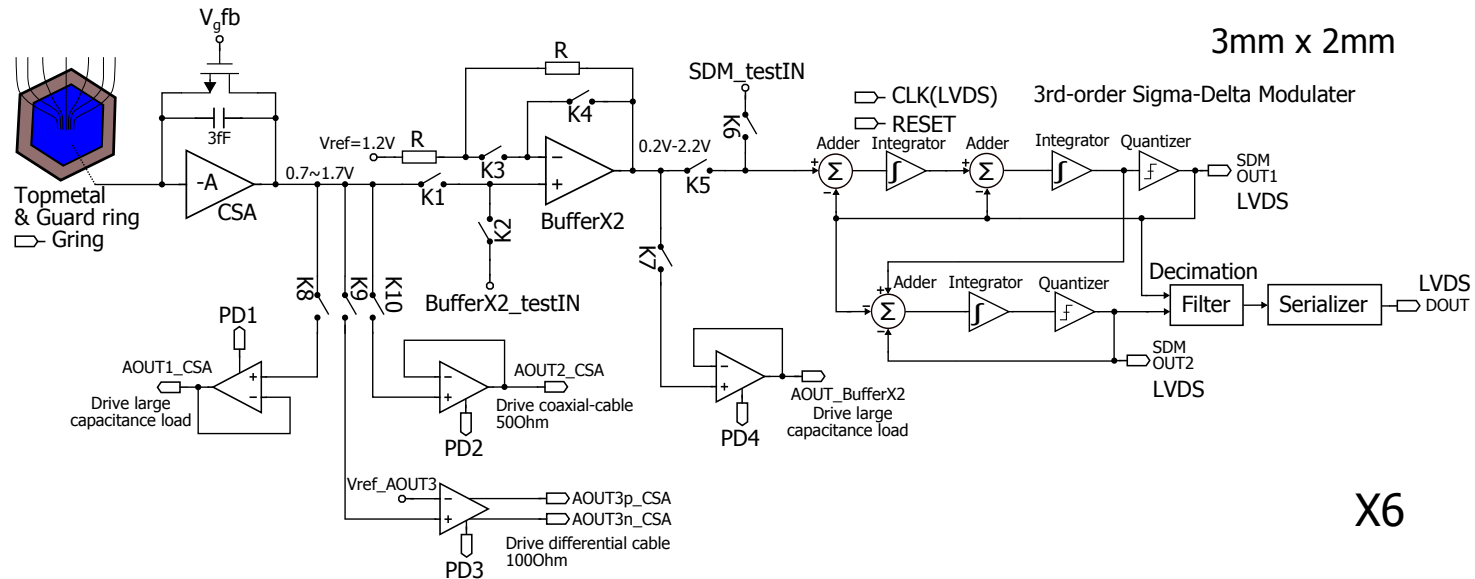 V_gfb
3mm x 2mm
R
SDM_testIN
K4
CLK(LVDS)
3rd-order Sigma-Delta Modulater
RESET
3fF
K6
Vref=1.2V
R
K3
0.2V-2.2V
Adder
Integrator
Adder
Integrator
Quantizer
-A
0.7~1.7V
K1
K5
Σ
Σ
SDM
OUT1
LVDS
CSA
Topmetal
& Guard ring
Gring
BufferX2
K2
K7
K8
K9
K10
BufferX2_testIN
Adder
Integrator
Quantizer
Σ
Decimation
Filter
Serializer
LVDS
DOUT
PD1
AOUT1_CSA
Drive large
capacitance load
AOUT2_CSA
Drive coaxial-cable
50Ohm
PD2
AOUT_BufferX2
Drive large
capacitance load
PD4
SDM
OUT2
LVDS
Vref_AOUT3
AOUT3p_CSA
AOUT3n_CSA
Drive differential cable
100Ohm
PD3
X6